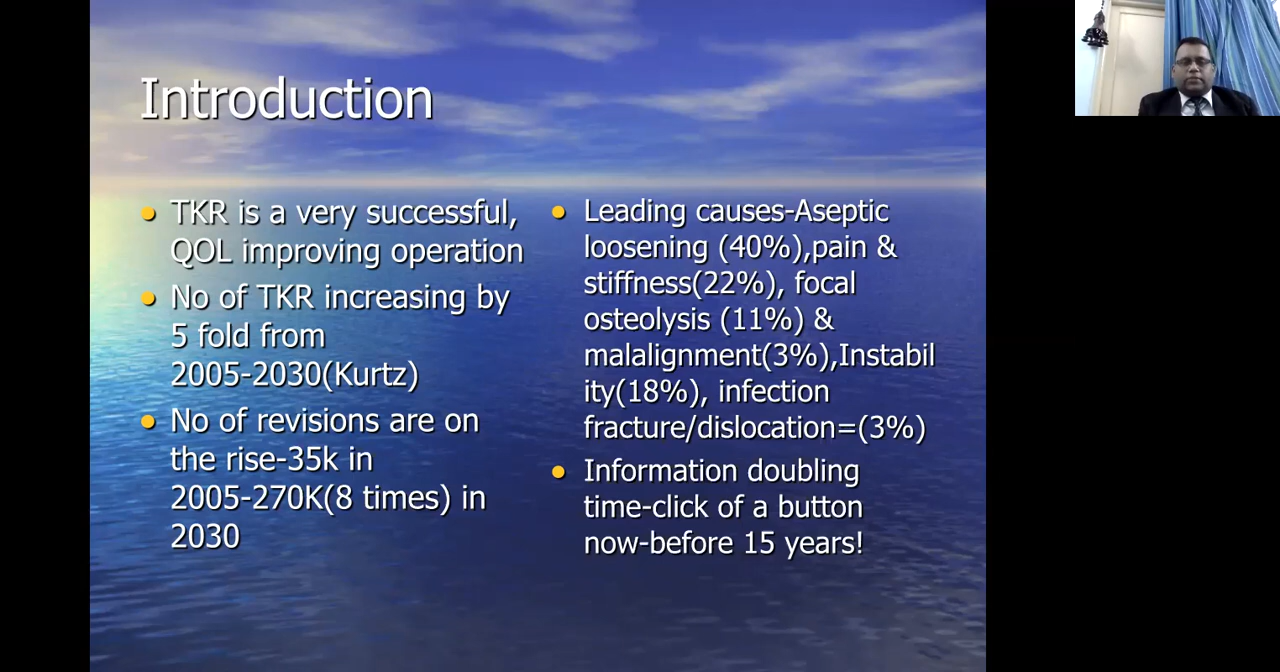 Introduction
TKR is a very successful,
QOL improving operation
No of TKR increasing by
5 fold from
2005-2030(Kurtz)
No of revisions are on
the rise-35k in
2005-270K(8 times) in
2030
Leading causes-Aseptic
loosening (40%),pain &
stiffness(22%), focal
osteolysis (11%) &
malalignment(3%),Instabil
ity(18%), infection
fracture/dislocation=(3%)
Information doubling
time-click of a button
now-before 15 years!